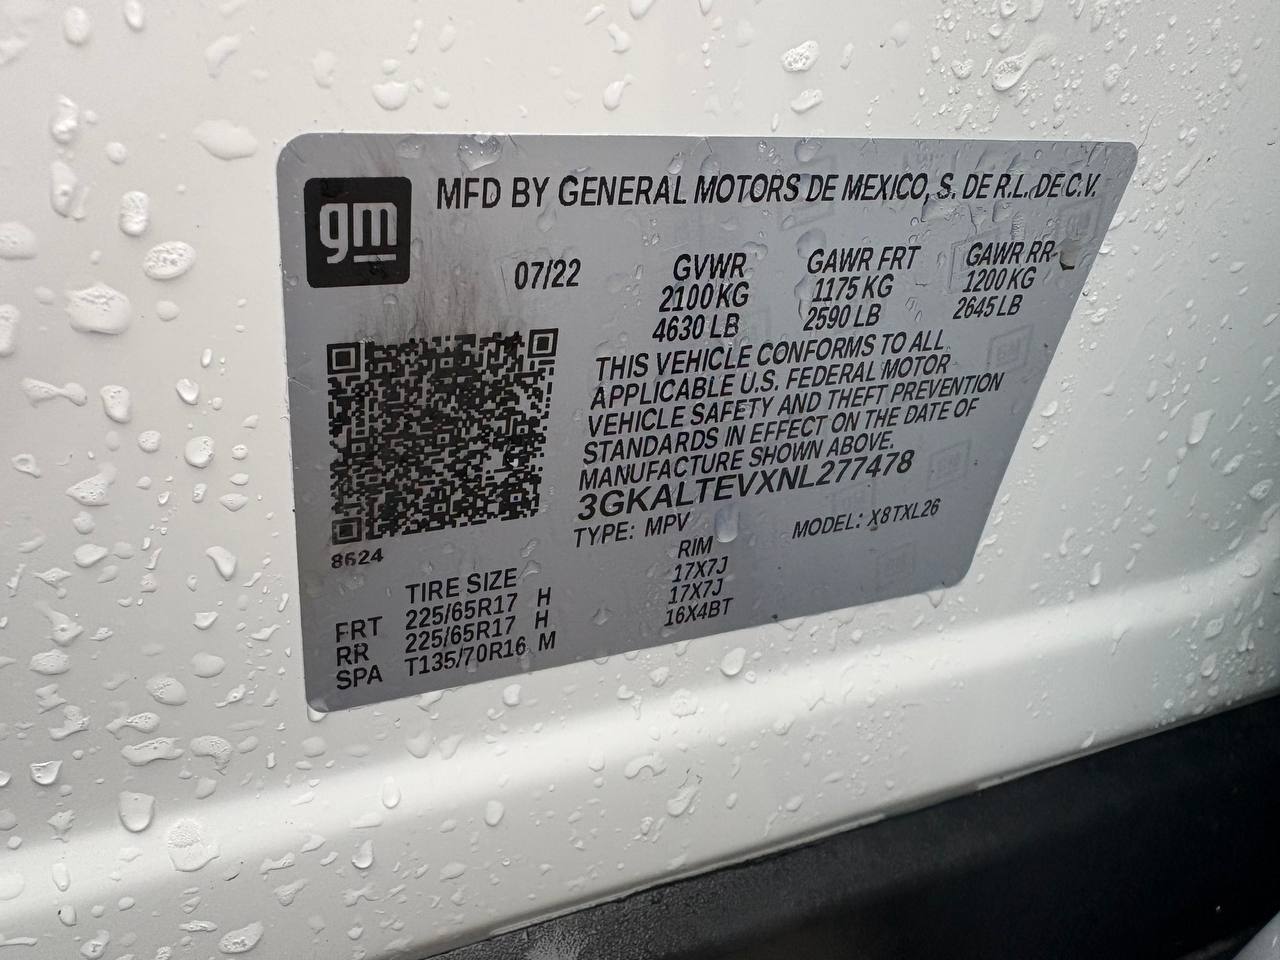 gm
MFD BY GENERAL MOTORS DE MEXICO, S. DE R.L. DE C.V.
07/22 GVWR GAWR FRT GAWR RR
2100 KG 1175 KG 1200 KG
4630 LB 2590 LB 2645 LB
THIS VEHICLE CONFORMS TO ALL
APPLICABLE U.S. FEDERAL MOTOR
VEHICLE SAFETY AND THEFT PREVENTION
STANDARDS IN EFFECT ON THE DATE OF
MANUFACTURE SHOWN ABOVE.
3GKALTEVXNL277478
TYPE: MPV MODEL: X8TXL26
8624
TIRE SIZE RIM
FRT 225/65R17 H 17X7J
RR 225/65R17 H 17X7J
SPA T135/70R16 M 16X4BT